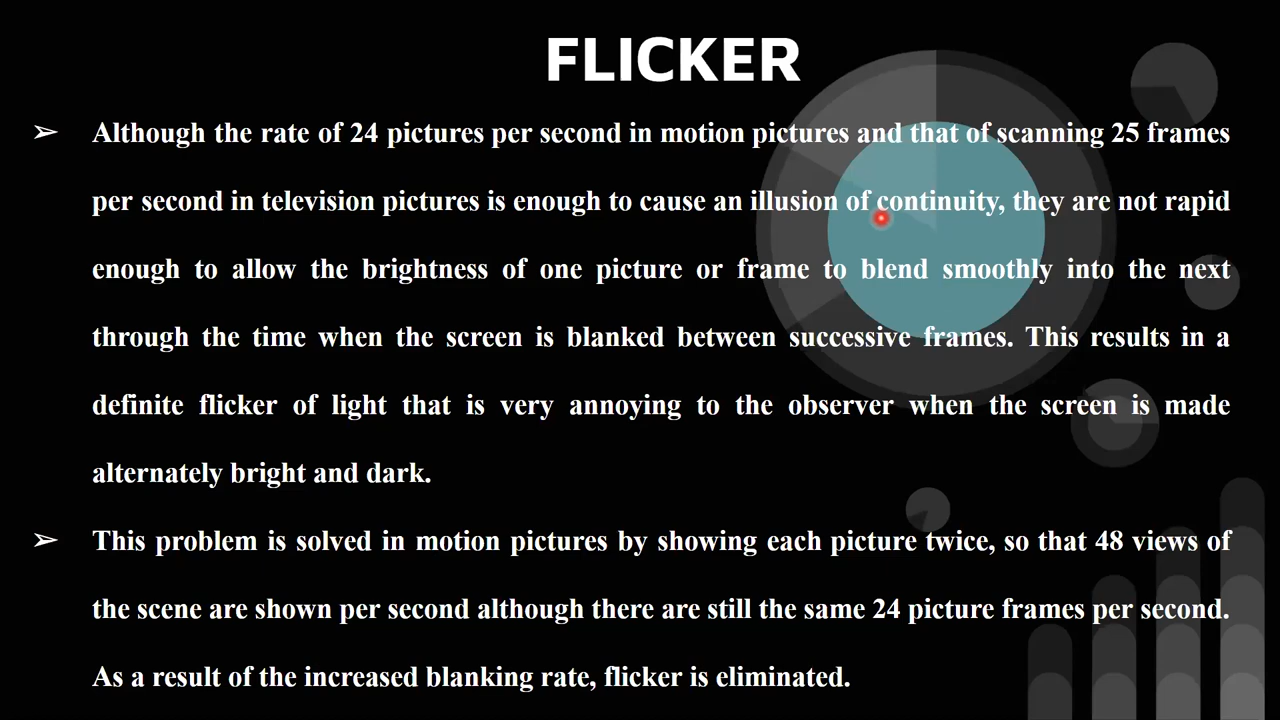 FLICKER
➢ Although the rate of 24 pictures per second in motion pictures and that of scanning 25 frames
per second in television pictures is enough to cause an illusion of continuity, they are not rapid
enough to allow the brightness of one picture or frame to blend smoothly into the next
through the time when the screen is blanked between successive frames. This results in a
definite flicker of light that is very annoying to the observer when the screen is made
alternately bright and dark.
➢ This problem is solved in motion pictures by showing each picture twice, so that 48 views of
the scene are shown per second although there are still the same 24 picture frames per second.
As a result of the increased blanking rate, flicker is eliminated.